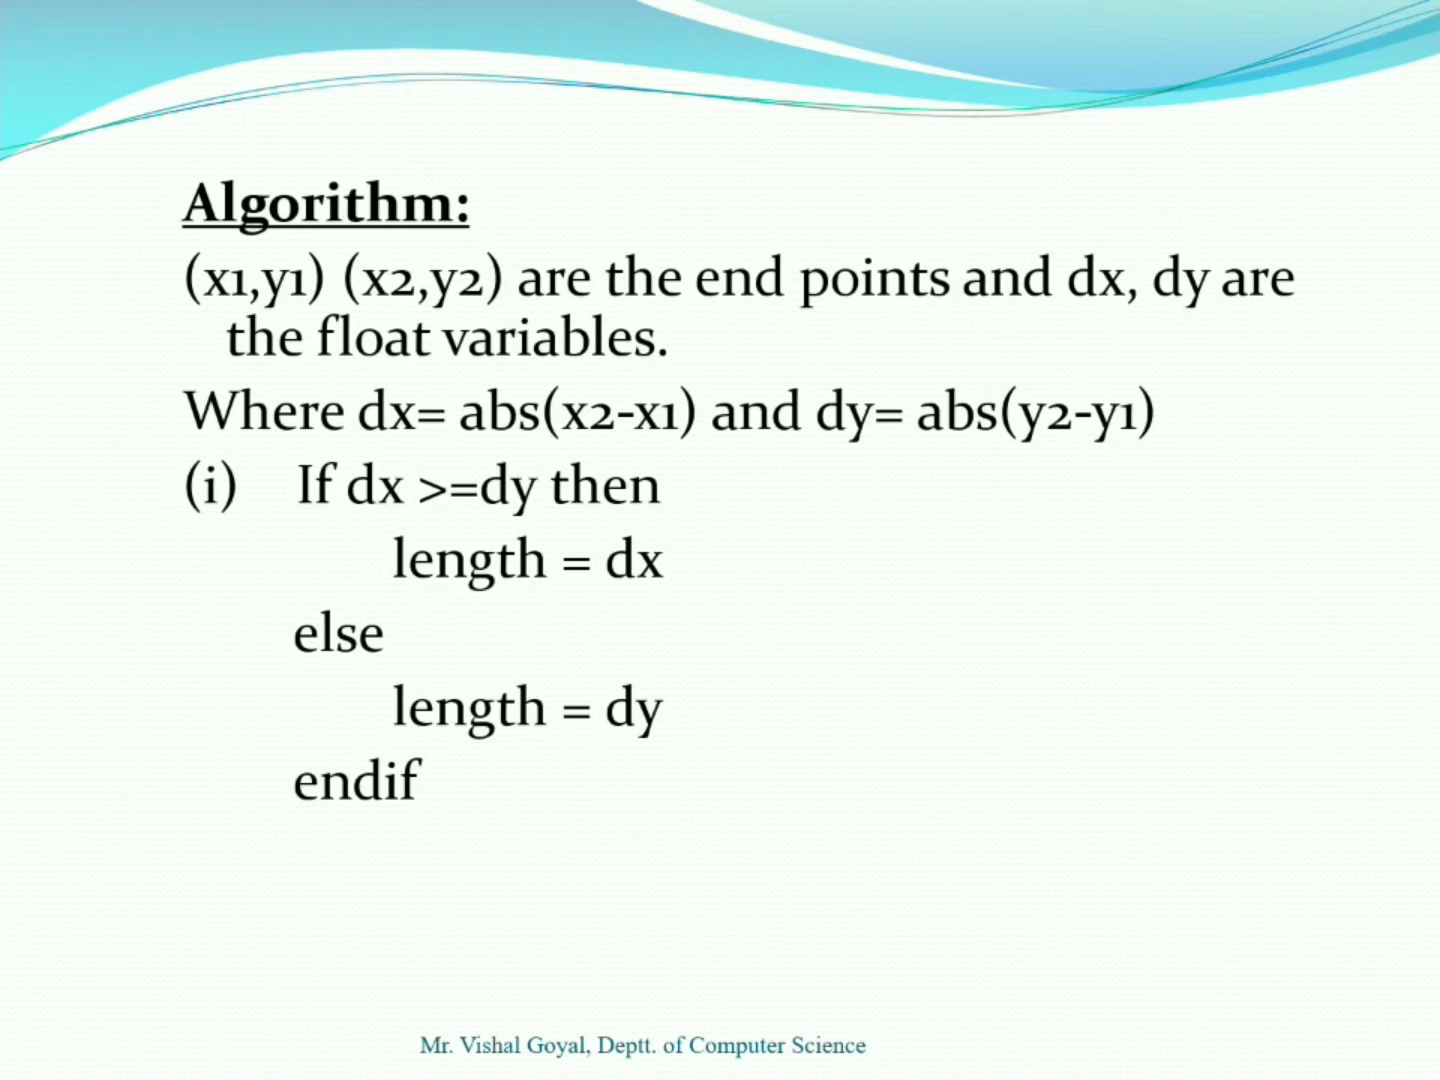 Algorithm:
(x1,y1) (x2,y2) are the end points and dx, dy are
the float variables.
Where dx= abs(x2-x1) and dy= abs(y2-y1)
(i) If dx >=dy then
length = dx
else
length = dy
endif
Mr. Vishal Goyal, Deptt. of Computer Science